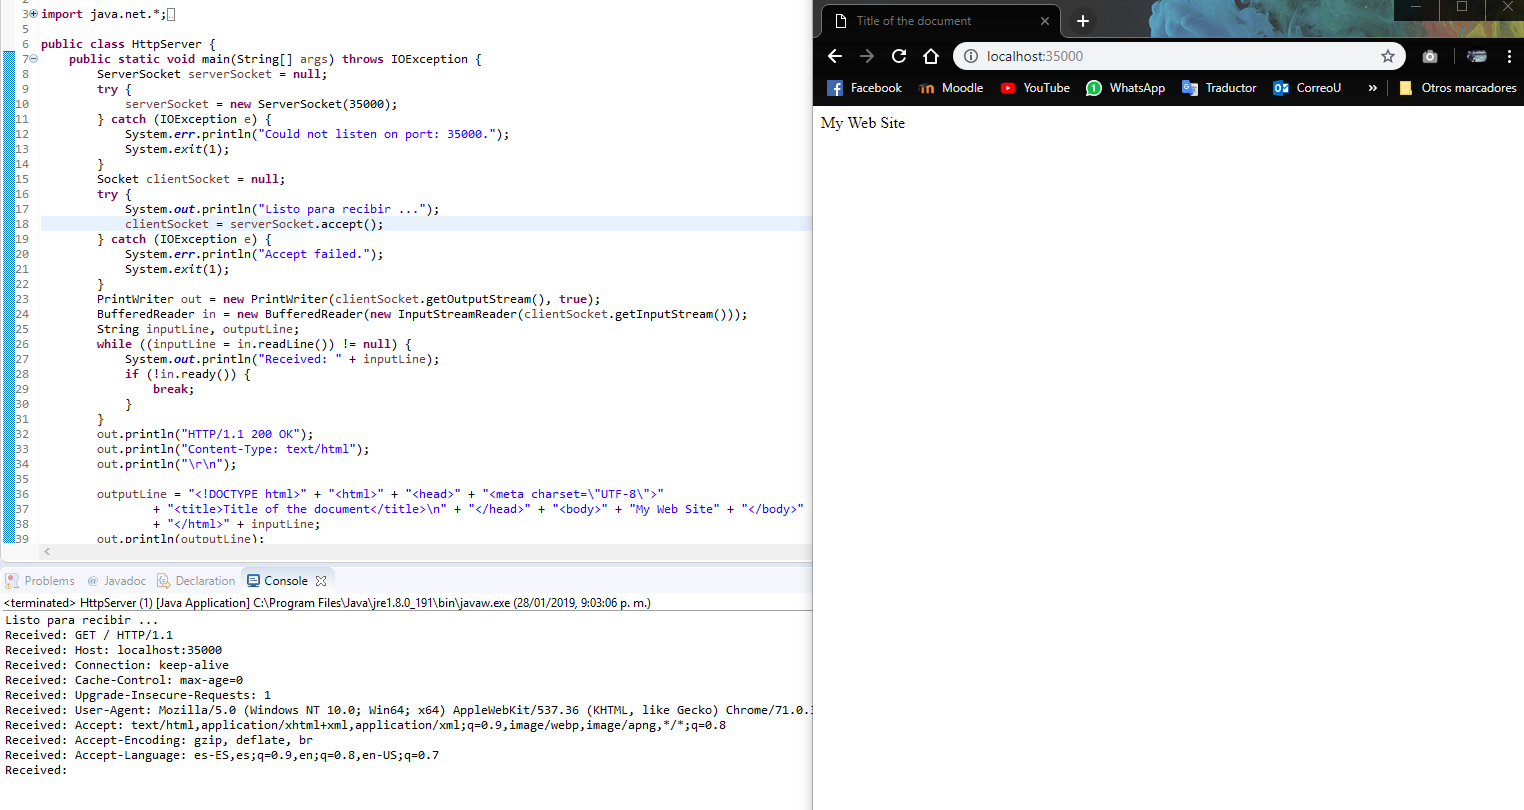 3 import java.net.*;
5
6 public class HttpServer {
7     public static void main(String[] args) throws IOException {
8         ServerSocket serverSocket = null;
9         try {
10             serverSocket = new ServerSocket(35000);
11         } catch (IOException e) {
12             System.err.println("Could not listen on port: 35000.");
13             System.exit(1);
14         }
15         Socket clientSocket = null;
16         try {
17             System.out.println("Listo para recibir ...");
18             clientSocket = serverSocket.accept();
19         } catch (IOException e) {
20             System.err.println("Accept failed.");
21             System.exit(1);
22         }
23         PrintWriter out = new PrintWriter(clientSocket.getOutputStream(), true);
24         BufferedReader in = new BufferedReader(new InputStreamReader(clientSocket.getInputStream()));
25         String inputLine, outputLine;
26         while ((inputLine = in.readLine()) != null) {
27             System.out.println("Received: " + inputLine);
28             if (!in.ready()) {
29                 break;
30             }
31         }
32         out.println("HTTP/1.1 200 OK");
33         out.println("Content-Type: text/html");
34         out.println("\r\n");
35
36         outputLine = "<!DOCTYPE html>" + "<html>" + "<head>" + "<meta charset=\"UTF-8\">"
37                 + "<title>Title of the document</title>\n" + "</head>" + "<body>" + "My Web Site" + "</body>"
38                 + "</html>" + inputLine;
39         out.println(outputLine);
Problems @ Javadoc Declaration Console
<terminated> HttpServer (1) [Java Application] C:\Program Files\Java\jre1.8.0_191\bin\javaw.exe (28/01/2019, 9:03:06 p. m.)
Listo para recibir ...
Received: GET / HTTP/1.1
Received: Host: localhost:35000
Received: Connection: keep-alive
Received: Cache-Control: max-age=0
Received: Upgrade-Insecure-Requests: 1
Received: User-Agent: Mozilla/5.0 (Windows NT 10.0; Win64; x64) AppleWebKit/537.36 (KHTML, like Gecko) Chrome/71.0.
Received: Accept: text/html,application/xhtml+xml,application/xml;q=0.9,image/webp,image/apng,*/*;q=0.8
Received: Accept-Encoding: gzip, deflate, br
Received: Accept-Language: es-ES,es;q=0.9,en;q=0.8,en-US;q=0.7
Received:
Title of the document
localhost:35000
Facebook Moodle YouTube 1 WhatsApp Traductor CorreoU » Otros marcadores
My Web Site